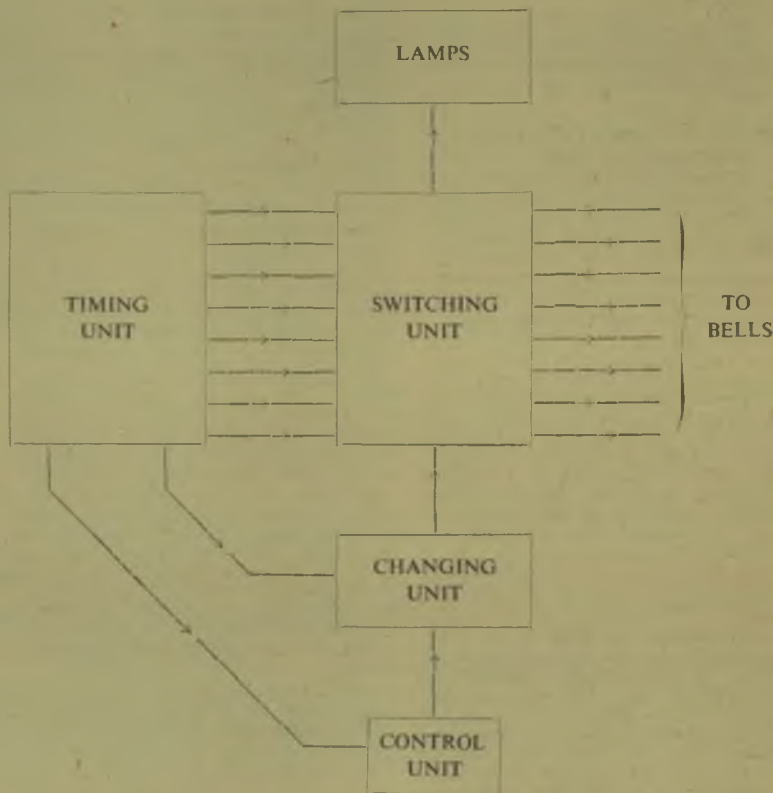 LAMPS
TIMING
UNIT
SWITCHING
UNIT
TO
BELLS
CHANGING
UNIT
CONTROL
UNIT